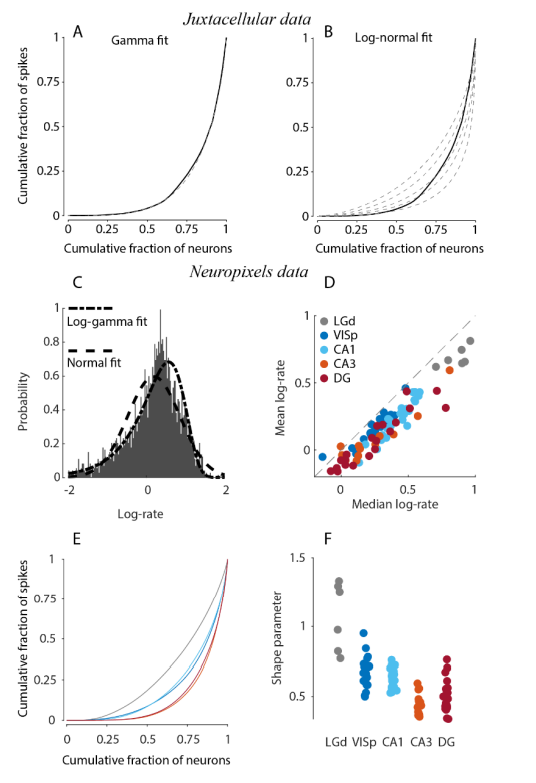 Juxtacellular data
A
Gamma fit
B
Log-normal fit
Cumulative fraction of spikes
1
0.75
0.5
0.25
0
0 0.25 0.5 0.75 1
Cumulative fraction of neurons
1
0.75
0.5
0.25
0
0 0.25 0.50 0.75 1
Cumulative fraction of neurons
Neuropixels data
C
Log-gamma fit
Normal fit
Probability
1
0.8
0.6
0.4
0.2
0
-2 0 2
Log-rate
D
LGd
VISp
CA1
CA3
DG
Mean log-rate
1
0.5
0
0 0.5 1
Median log-rate
E
Cumulative fraction of spikes
1
0.75
0.5
0.25
0
0 0.25 0.5 0.75 1
Cumulative fraction of neurons
F
Shape parameter
1.5
1
0.5
LGd VISp CA1 CA3 DG